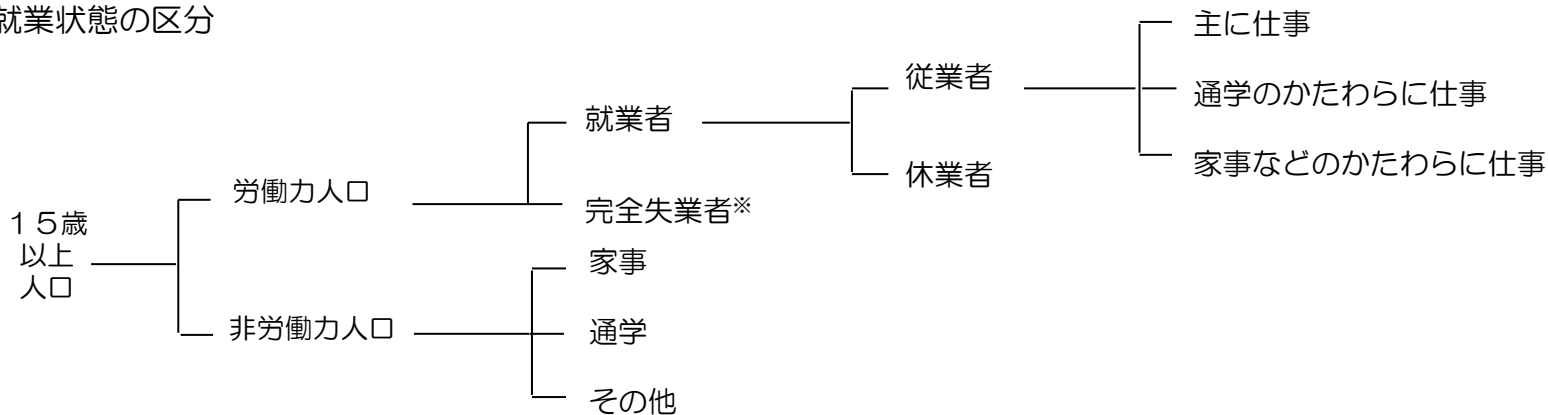 就業状態の区分
主に仕事
従業者
通学のかたわらに仕事
就業者
家事などのかたわらに仕事
休業者
労働力人口
完全失業者※
１５歳
以上
人口
家事
非労働力人口
通学
その他